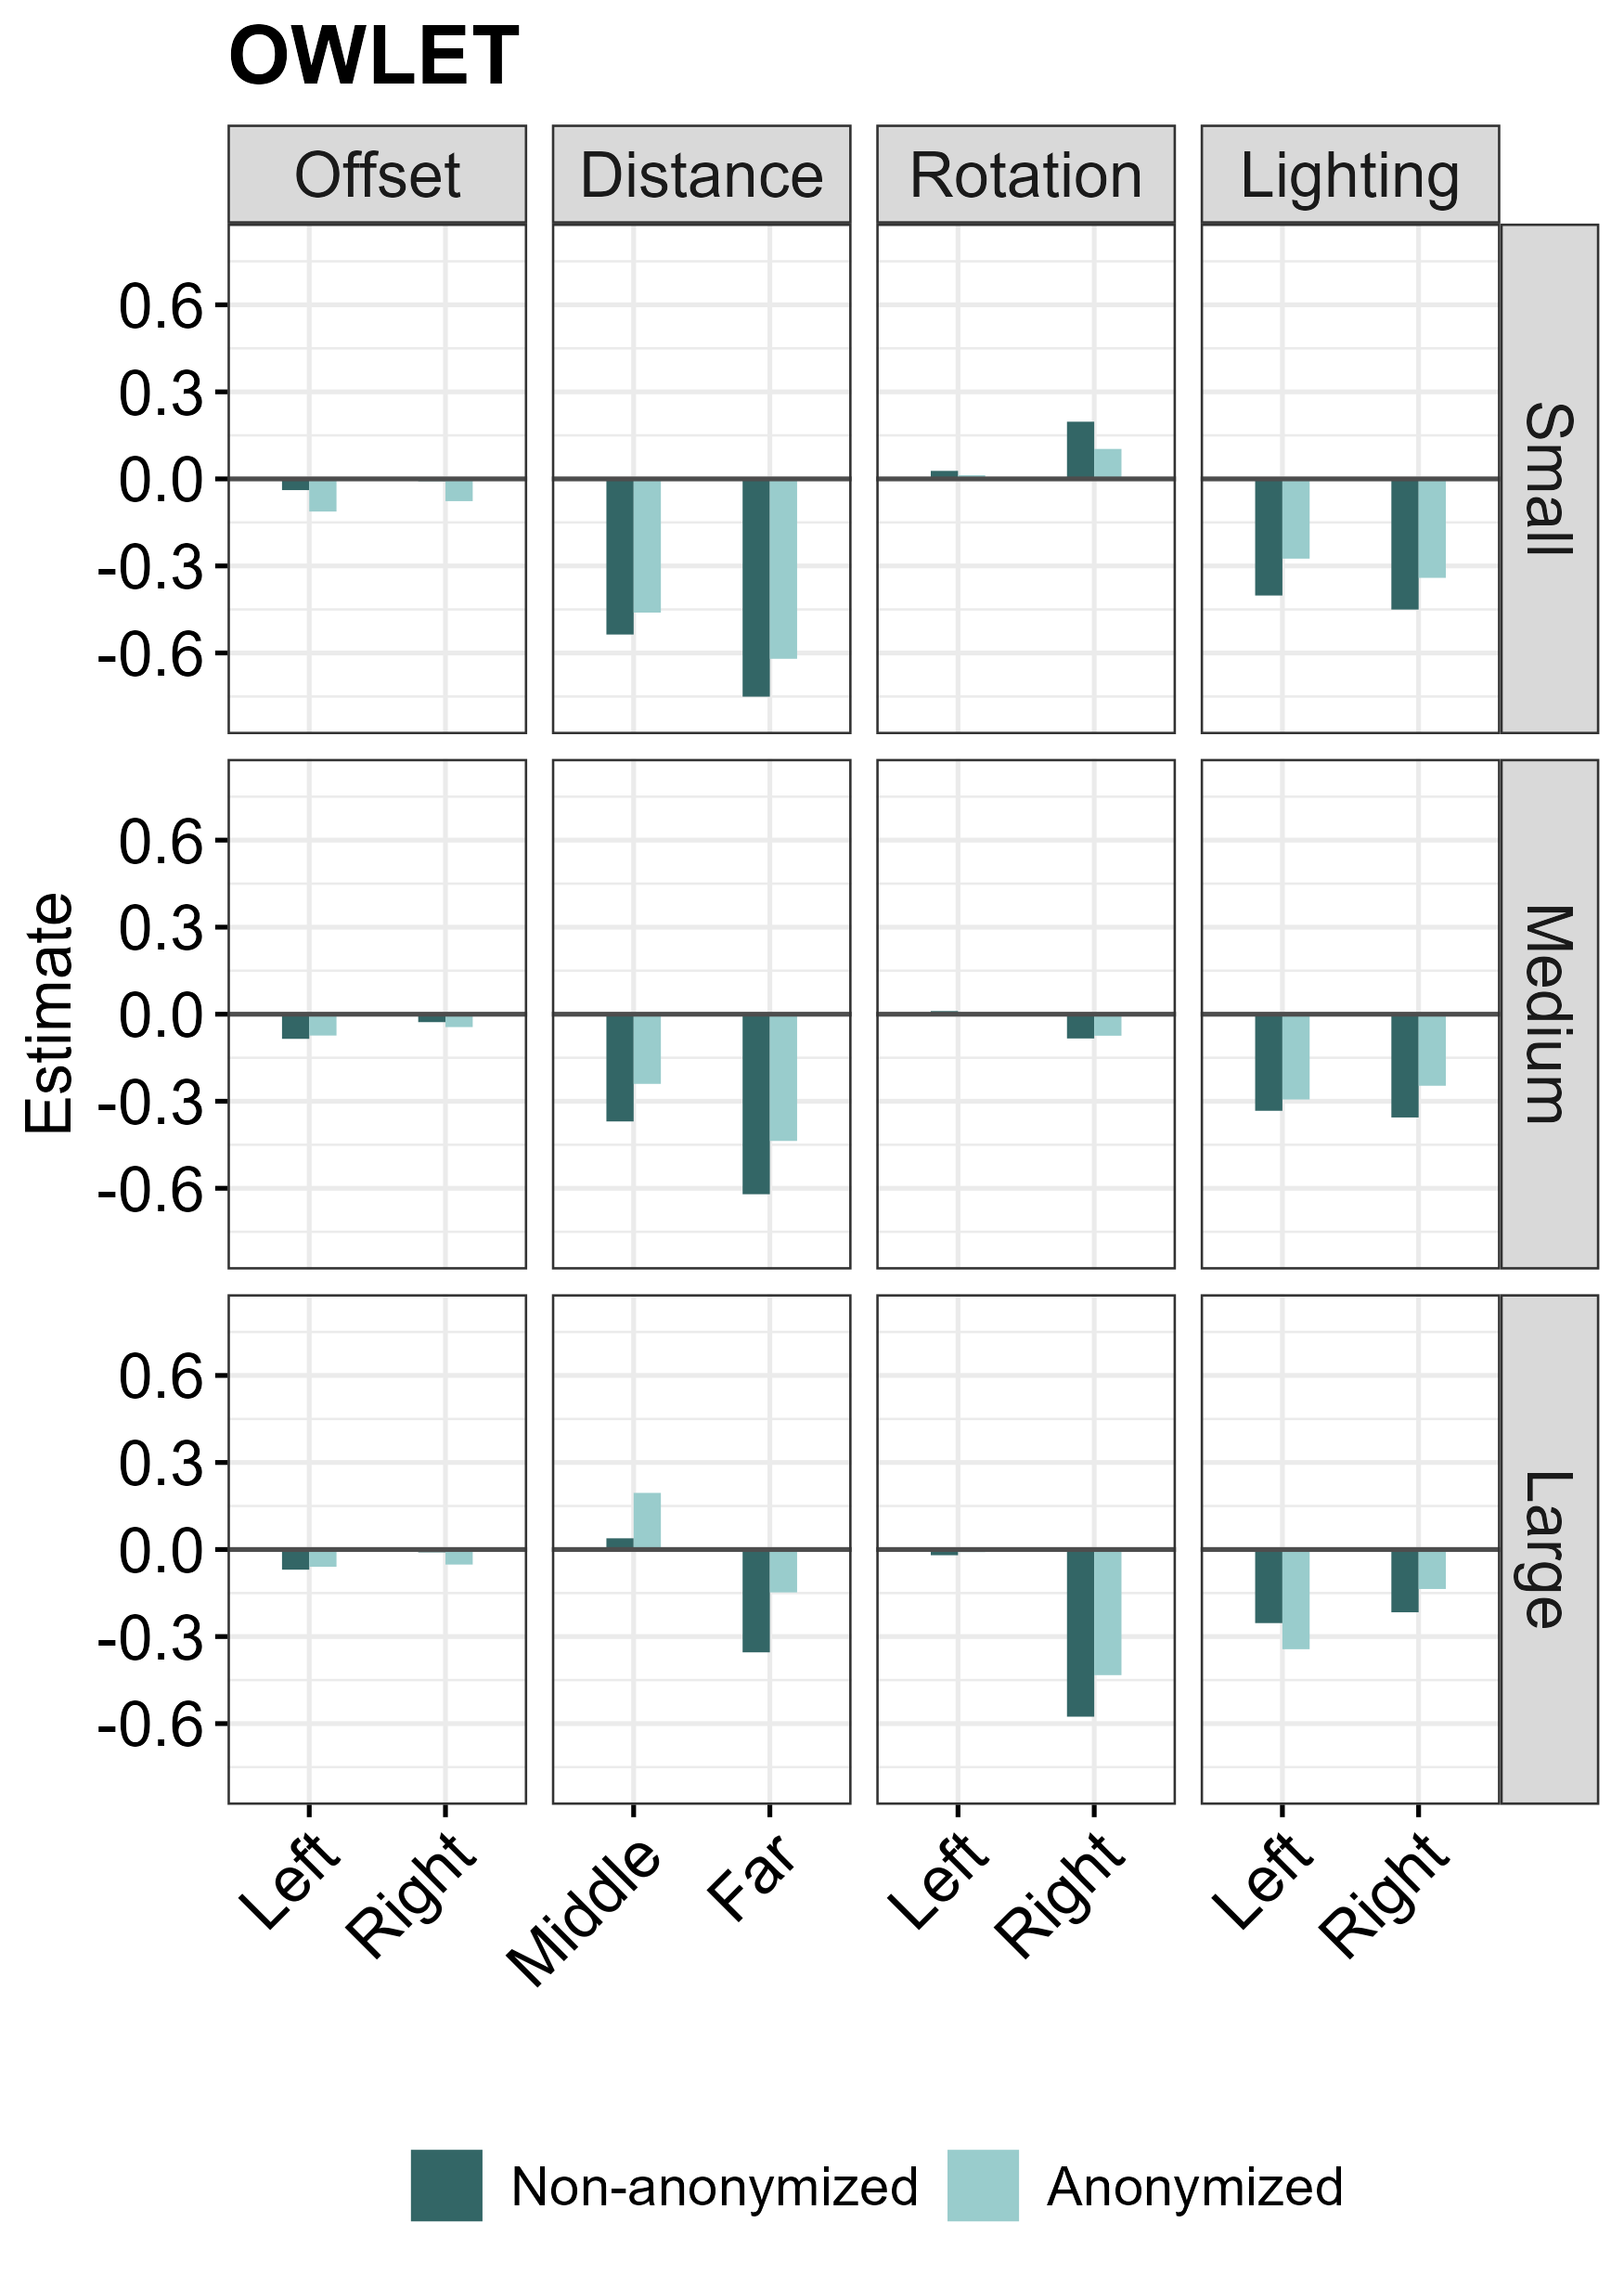 OWLET
Offset Distance Rotation Lighting
0.6
0.3
0.0
-0.3
-0.6
Small
0.6
0.3
0.0
-0.3
-0.6
Medium
Estimate
0.6
0.3
0.0
-0.3
-0.6
Large
Left Right Middle Far Left Right Left Right
Non-anonymized Anonymized